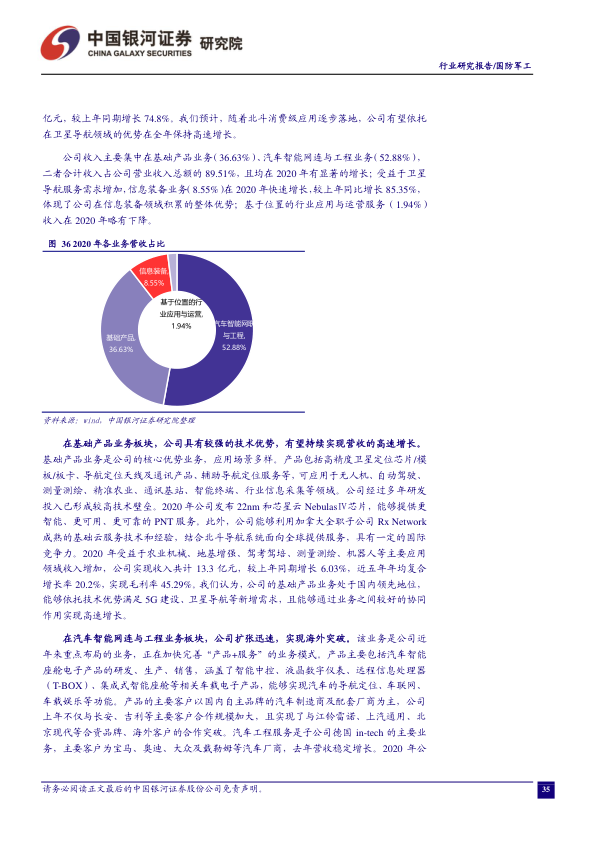 中国银河证券 研究院
CHINA GALAXY SECURITIES
行业研究报告/国防军工
亿元，较上年同期增长 74.8%。我们预计，随着北斗消费级应用逐步落地，公司有望依托
在卫星导航领域的优势在全年保持高速增长。
公司收入主要集中在基础产品业务（36.63%）、汽车智能网连与工程业务（52.88%），
二者合计收入占公司营业收入总额的 89.51%，且均在 2020 年有显著的增长；受益于卫星
导航服务需求增加，信息装备业务（8.55%）在 2020 年快速增长，较上年同比增长 85.35%，
体现了公司在信息装备领域积累的整体优势；基于位置的行业应用与运营服务（1.94%）
收入在 2020 年略有下降。
图 36 2020 年各业务营收占比
信息装备,
8.55%
基于位置的行
业应用与运营,
1.94%
汽车智能网联
与工程,
52.88%
基础产品,
36.63%
资料来源：wind，中国银河证券研究院整理
在基础产品业务板块，公司具有较强的技术优势，有望持续实现营收的高速增长。
基础产品业务是公司的核心优势业务，应用场景多样。产品包括高精度卫星定位芯片/模
板/板卡、导航定位天线及通讯产品、辅助导航定位服务等，可应用于无人机、自动驾驶、
测量测绘、精准农业、通讯基站、智能终端、行业信息采集等领域。公司经过多年研发
投入已形成较高技术壁垒。2020 年公司发布 22nm 和芯星云 NebulasⅣ芯片，能够提供更
智能、更可用、更可靠的 PNT 服务。此外，公司能够利用加拿大全职子公司 Rx Network
成熟的基础云服务技术和经验，结合北斗导航系统面向全球提供服务，具有一定的国际
竞争力。2020 年受益于农业机械、地基增强、驾考驾培、测量测绘、机器人等主要应用
领域收入增加，公司实现收入共计 13.3 亿元，较上年同期增长 6.03%，近五年年均复合
增长率 20.2%，实现毛利率 45.29%。我们认为，公司的基础产品业务处于国内领先地位，
能够依托技术优势满足 5G 建设、卫星导航等新增需求，且能够通过业务之间较好的协同
作用实现高速增长。
在汽车智能网连与工程业务板块，公司扩张迅速，实现海外突破。该业务是公司近
年来重点布局的业务，正在加快完善“产品+服务”的业务模式。产品主要包括汽车智能
座舱电子产品的研发、生产、销售，涵盖了智能中控、液晶数字仪表、远程信息处理器
（T-BOX）、集成式智能座舱等相关车载电子产品，能够实现汽车的导航定位、车联网、
车载娱乐等功能。产品的主要客户以国内自主品牌的汽车制造商及配套厂商为主，公司
上年不仅与长安、吉利等主要客户合作规模加大，且实现了与江铃雷诺、上汽通用、北
京现代等合资品牌、海外客户的合作突破。汽车工程服务是子公司德国 in-tech 的主要业
务，主要客户为宝马、奥迪、大众及戴勒姆等汽车厂商，去年营收稳定增长。2020 年公
请务必阅读正文最后的中国银河证券股份公司免责声明。
35